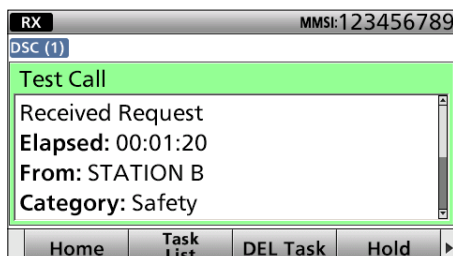 RX MMSI:123456789
DSC (1)
Test Call
Received Request
Elapsed: 00:01:20
From: STATION B
Category: Safety
Home Task List DEL Task Hold